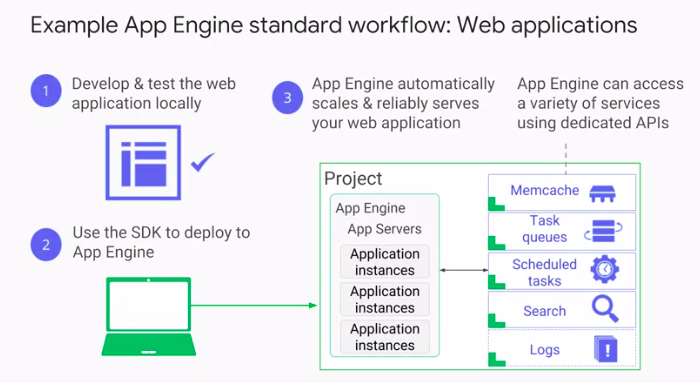 Example App Engine standard workflow: Web applications
1
Develop & test the web
application locally
2
Use the SDK to deploy to
App Engine
3
App Engine automatically
scales & reliably serves
your web application
App Engine can access
a variety of services
using dedicated APIs
Project
App Engine
App Servers
Application
instances
Application
instances
Application
instances
Memcache
Task
queues
Scheduled
tasks
Search
Logs
!